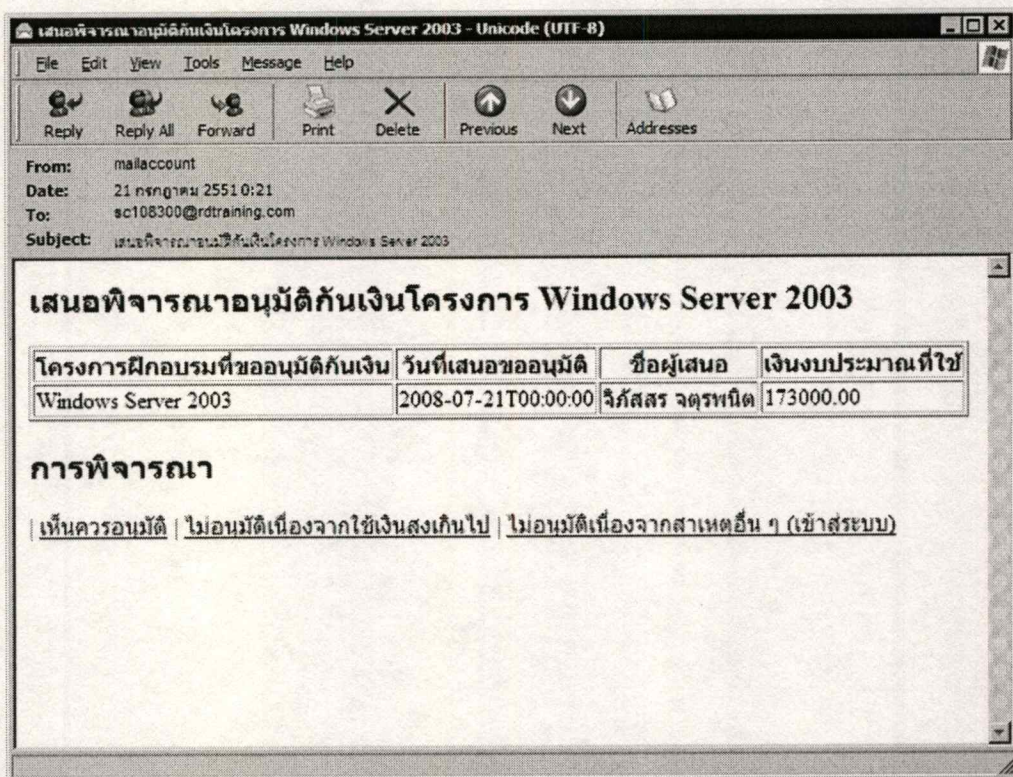 เสนอพิจารณาอนุมัติกันเงินโครงการ Windows Server 2003 - Unicode (UTF-8)
File Edit View Tools Message Help
Reply Reply All Forward Print Delete Previous Next Addresses
From: mailaccount
Date: 21 กรกฎาคม 2551 0:21
To: sc108300@rdtraining.com
Subject: เสนอพิจารณาอนุมัติกันเงินโครงการ Windows Server 2003
เสนอพิจารณาอนุมัติกันเงินโครงการ Windows Server 2003
โครงการฝึกอบรมที่ขออนุมัติกันเงิน วันที่เสนอขออนุมัติ ชื่อผู้เสนอ เงินงบประมาณที่ใช้
Windows Server 2003 2008-07-21T00:00:00 จิภัสสร จตุรพนิต 173000.00
การพิจารณา
| เห็นควรอนุมัติ | ไม่อนุมัติเนื่องจากใช้เงินสูงเกินไป | ไม่อนุมัติเนื่องจากสาเหตุอื่น ๆ (เข้าสู่ระบบ)